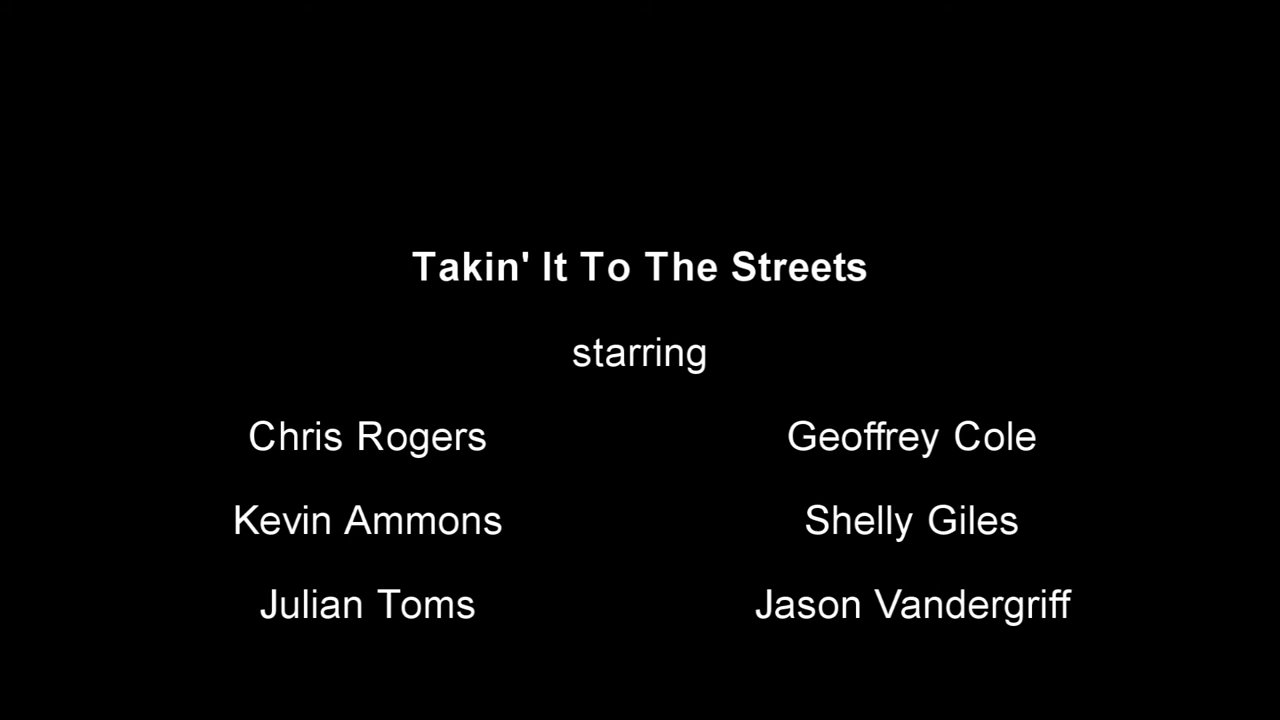 Takin' It To The Streets
starring
Chris Rogers Geoffrey Cole
Kevin Ammons Shelly Giles
Julian Toms Jason Vandergriff